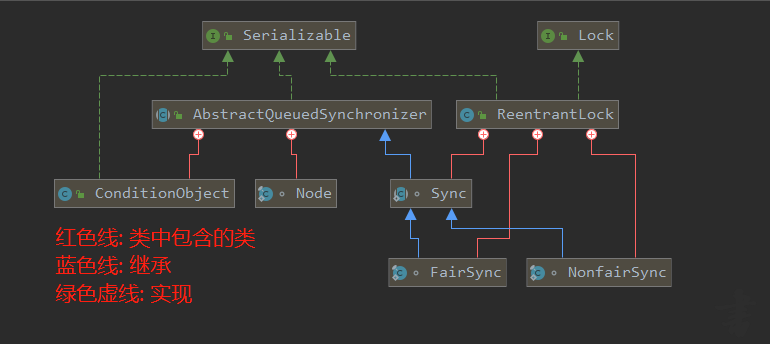 Serializable
Lock
AbstractQueuedSynchronizer
ReentrantLock
ConditionObject
Node
Sync
红色线: 类中包含的类
蓝色线: 继承
绿色虚线: 实现
FairSync
NonfairSync